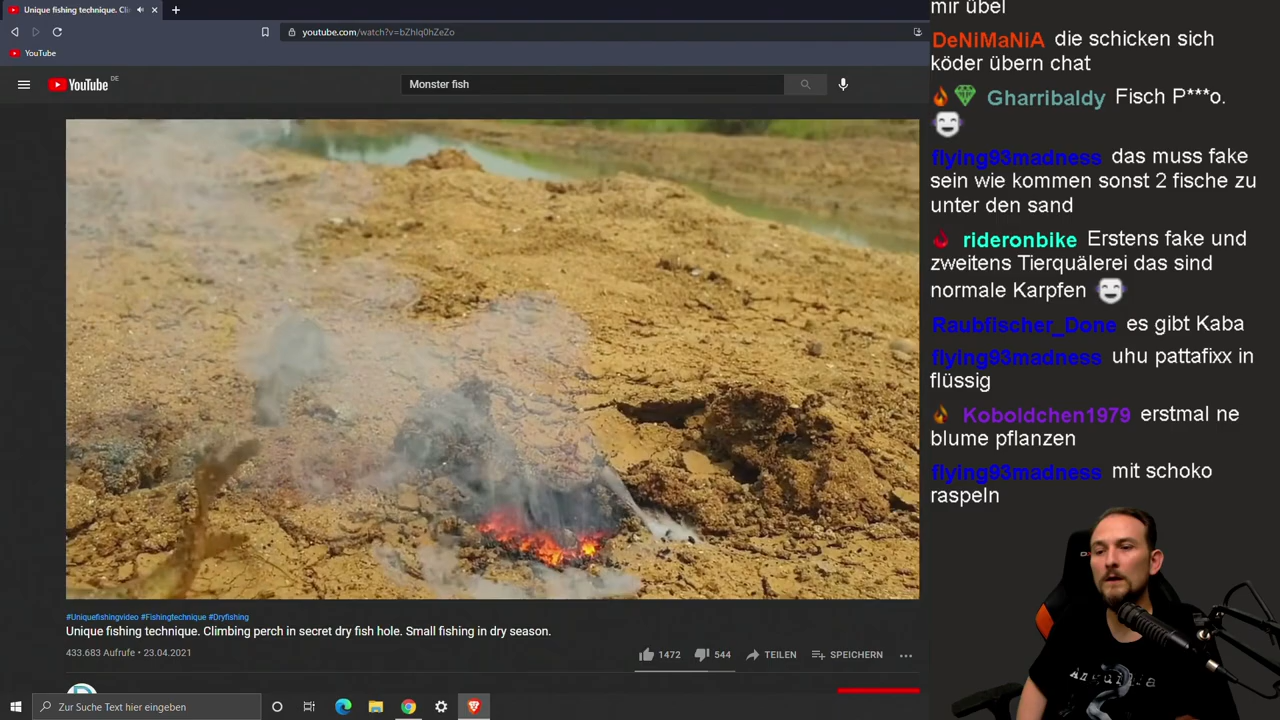 Unique fishing technique. Cli
youtube.com/watch?v=bZhlq0hZeZo
YouTube
YouTube DE
Monster fish
#Uniquefishingvideo #Fishingtechnique #Dryfishing
Unique fishing technique. Climbing perch in secret dry fish hole. Small fishing in dry season.
433.683 Aufrufe • 23.04.2021
1472
544
TEILEN
SPEICHERN
Zur Suche Text hier eingeben
mir übel
DeNiMaNiA die schicken sich
köder übern chat
Gharribaldy Fisch P***o.
flying93madness das muss fake
sein wie kommen sonst 2 fische zu
unter den sand
rideronbike Erstens fake und
zweitens Tierquälerei das sind
normale Karpfen
Raubfischer_Done es gibt Kaba
flying93madness uhu pattafixx in
flüssig
Koboldchen1979 erstmal ne
blume pflanzen
flying93madness mit schoko
raspeln